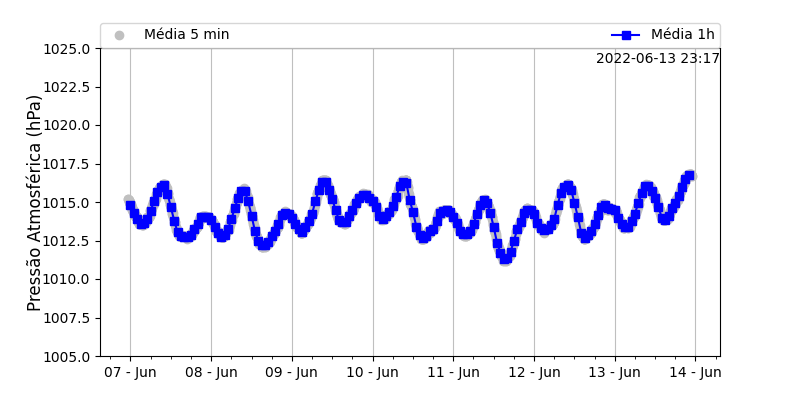 Média 5 min
Média 1h
2022-06-13 23:17
Pressão Atmosférica (hPa)
1025.0
1022.5
1020.0
1017.5
1015.0
1012.5
1010.0
1007.5
1005.0
07 - Jun
08 - Jun
09 - Jun
10 - Jun
11 - Jun
12 - Jun
13 - Jun
14 - Jun